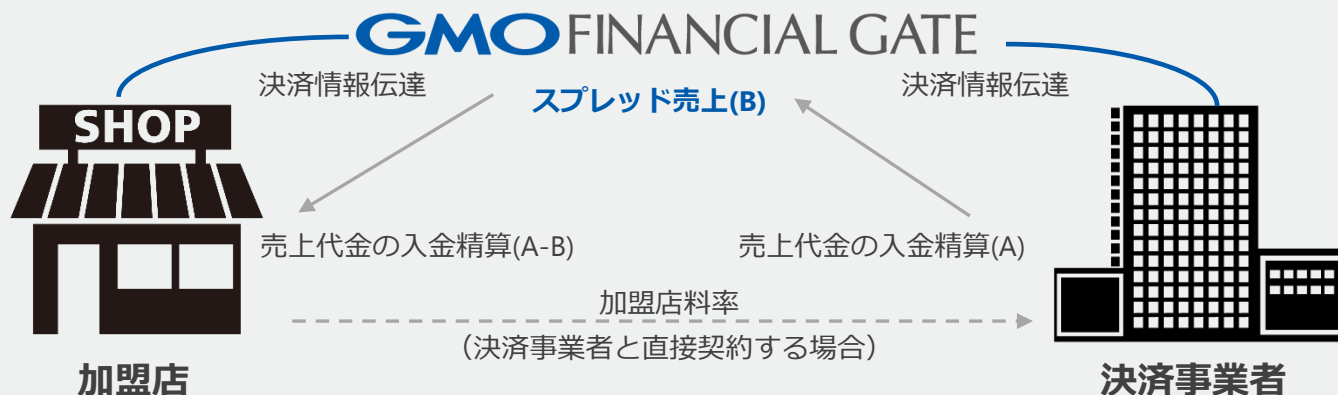 GMO FINANCIAL GATE
決済情報伝達
スプレッド売上(B)
決済情報伝達
SHOP
売上代金の入金精算(A-B)
売上代金の入金精算(A)
加盟店料率
（決済事業者と直接契約する場合）
加盟店
決済事業者